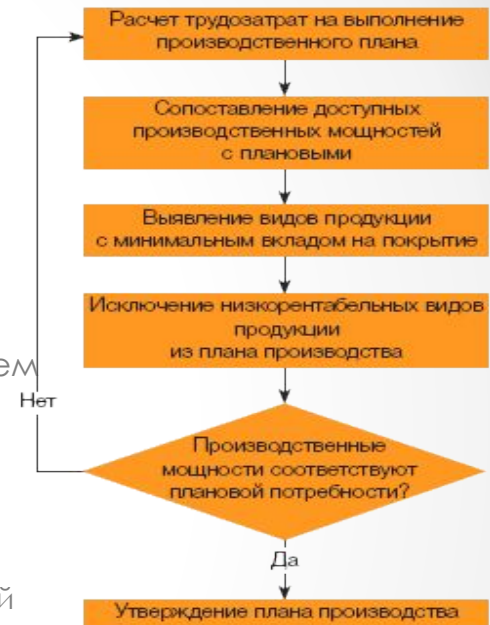 Расчет трудозатрат на выполнение
производственного плана
Сопоставление доступных
производственных мощностей
с плановыми
Выявление видов продукции
с минимальным вкладом на покрытие
Исключение низкорентабельных видов
продукции
из плана производства
ем
Нет
Производственные
мощности соответствуют
плановой потребности?
Да
й
Утверждение плана производства